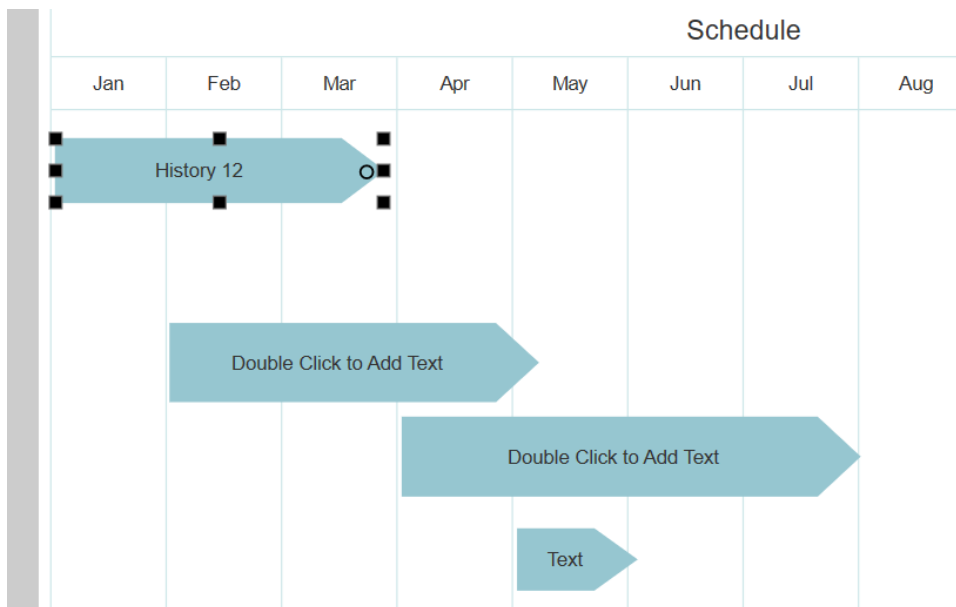 Schedule
Jan Feb Mar Apr May Jun Jul Aug
History 12
Double Click to Add Text
Double Click to Add Text
Text